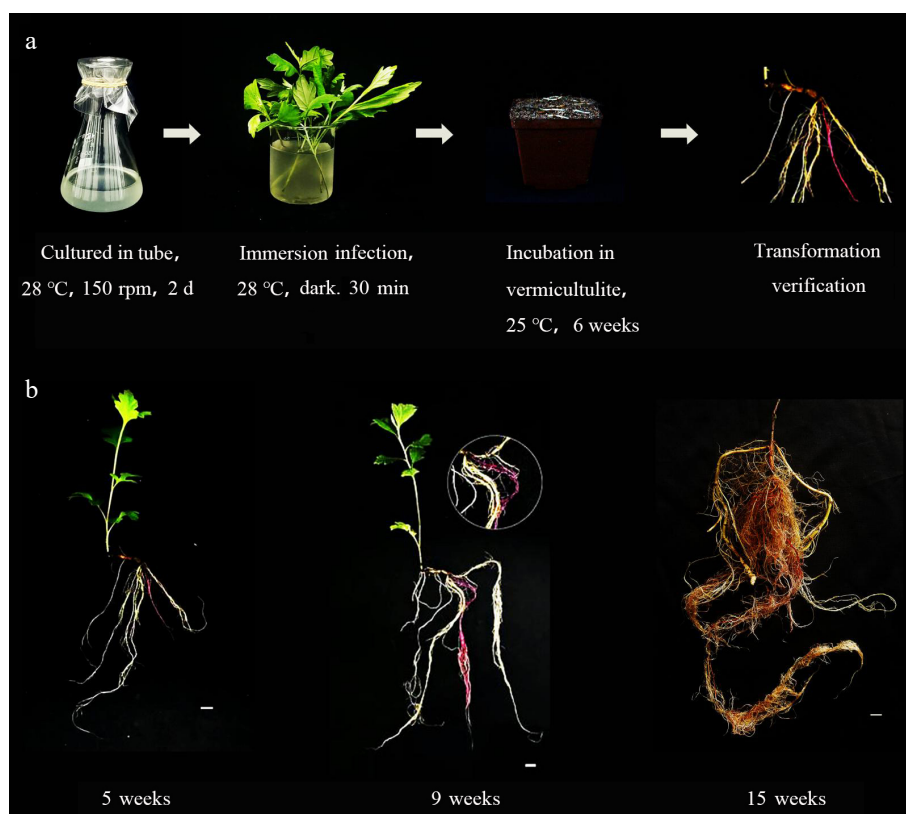 a
Cultured in tube,
28 ℃, 150 rpm, 2 d
Immersion infection,
28 ℃, dark. 30 min
Incubation in
vermicultulite,
25 ℃, 6 weeks
Transformation
verification
b
5 weeks
9 weeks
15 weeks